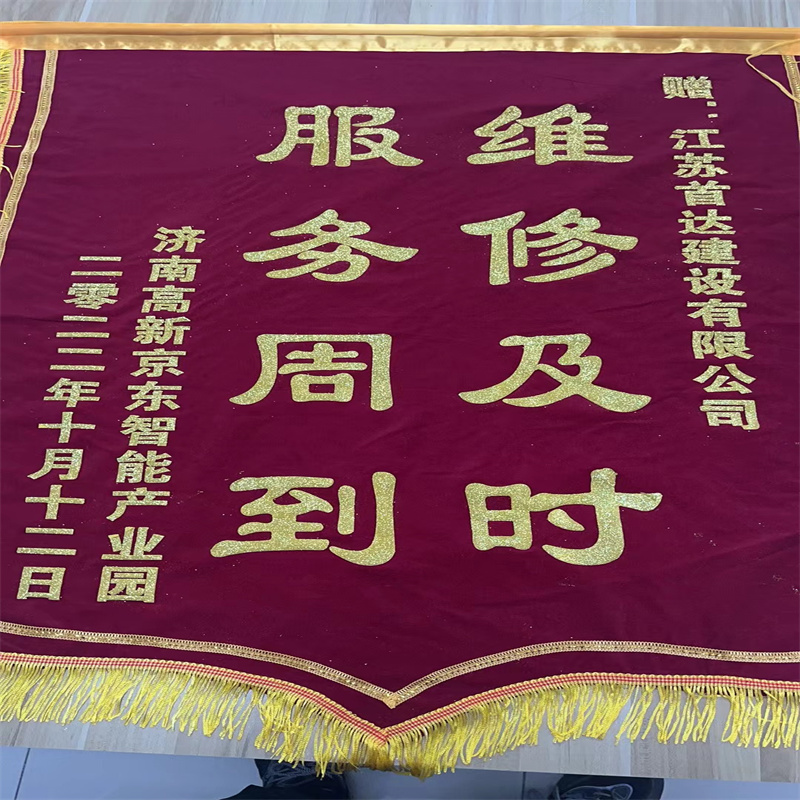 赠：江苏首达建设有限公司
维修及时
服务周到
济南高新京东智能产业园
二零二二年十月十二日